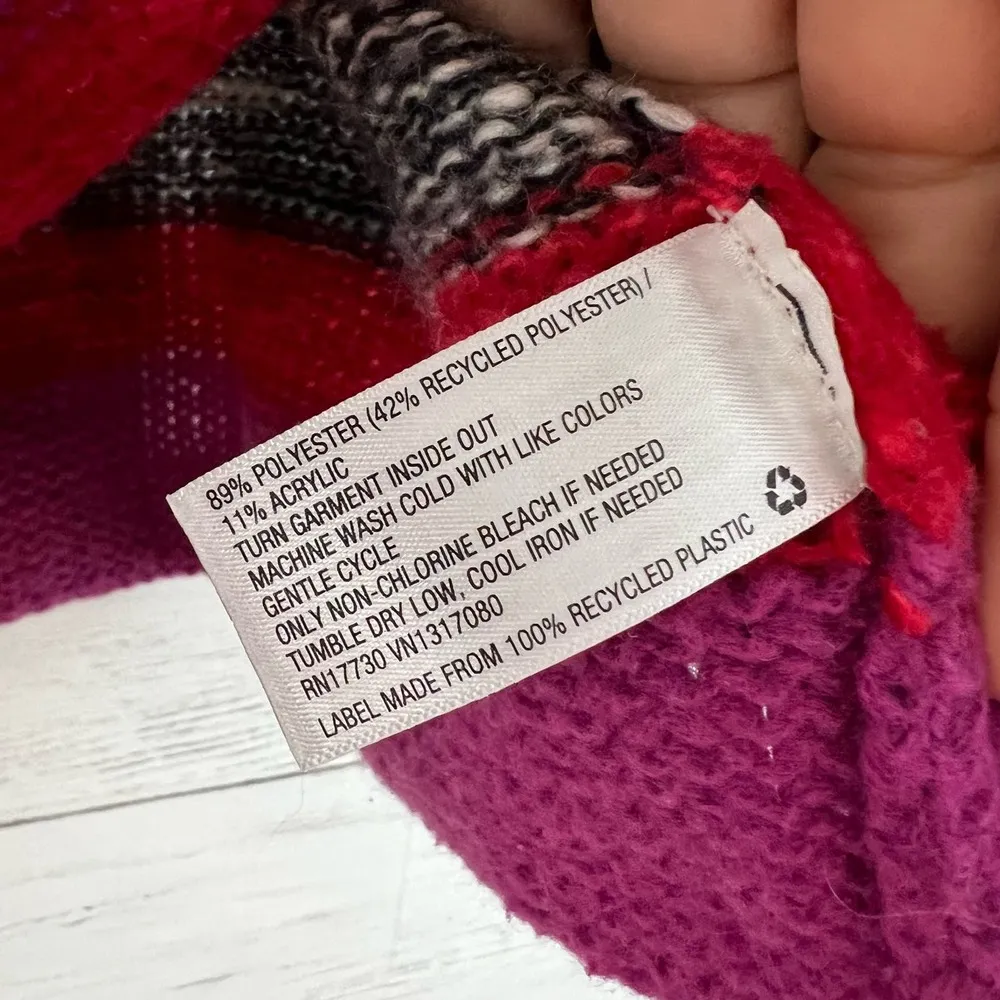 89% POLYESTER (42% RECYCLED POLYESTER) /
11% ACRYLIC
TURN GARMENT INSIDE OUT
MACHINE WASH COLD WITH LIKE COLORS
GENTLE CYCLE
ONLY NON-CHLORINE BLEACH IF NEEDED
TUMBLE DRY LOW, COOL IRON IF NEEDED
RN17730 VN1317080
LABEL MADE FROM 100% RECYCLED PLASTIC